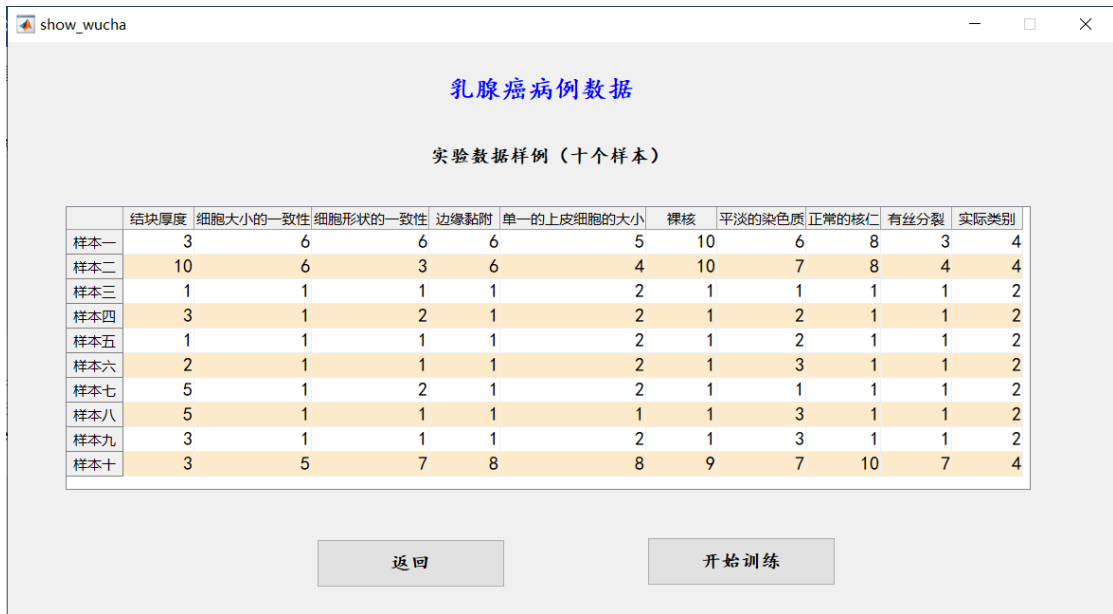 show_wucha
乳腺癌病例数据
实验数据样例（十个样本）
结块厚度 细胞大小的一致性 细胞形状的一致性 边缘黏附 单一的上皮细胞的大小 裸核 平淡的染色质 正常的核仁 有丝分裂 实际类别
样本一 3 6 6 6 5 10 6 8 3 4
样本二 10 6 3 6 4 10 7 8 4 4
样本三 1 1 1 1 2 1 1 1 1 2
样本四 3 1 2 1 2 1 2 1 1 2
样本五 1 1 1 1 2 1 2 1 1 2
样本六 2 1 1 1 2 1 3 1 1 2
样本七 5 1 2 1 2 1 1 1 1 2
样本八 5 1 1 1 1 1 3 1 1 2
样本九 3 1 1 1 2 1 3 1 1 2
样本十 3 5 7 8 8 9 7 10 7 4
返回 开始训练